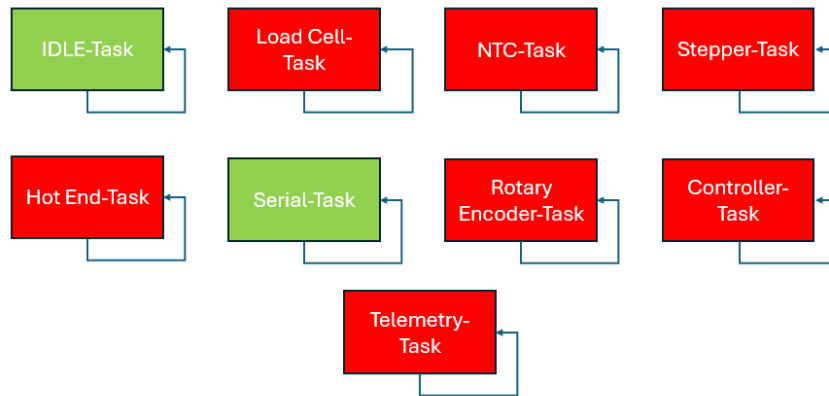 IDLE-Task
Load Cell-
Task
NTC-Task
Stepper-Task
Hot End-Task
Serial-Task
Rotary
Encoder-Task
Controller-
Task
Telemetry-
Task